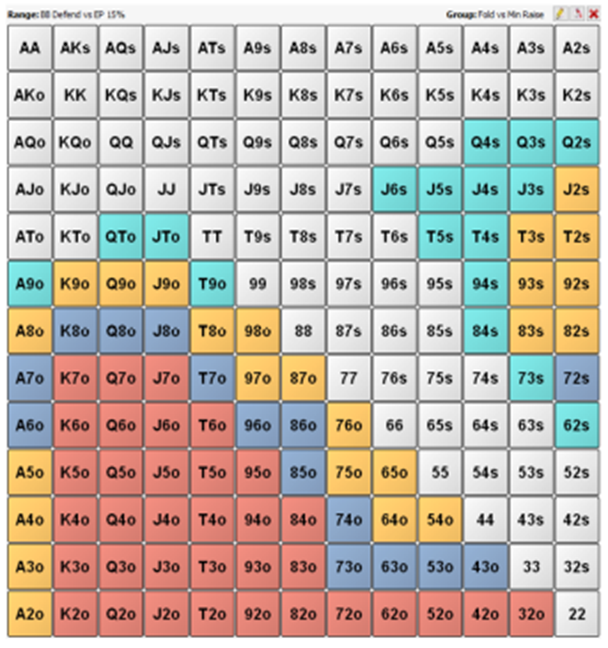 Range: BB Defend vs EP 15% Group: Fold vs Min Raise
AA AKs AQs AJs ATs A9s A8s A7s A6s A5s A4s A3s A2s
AKo KK KQs KJs KTs K9s K8s K7s K6s K5s K4s K3s K2s
AQo KQo QQ QJs QTs Q9s Q8s Q7s Q6s Q5s Q4s Q3s Q2s
AJo KJo QJo JJ JTs J9s J8s J7s J6s J5s J4s J3s J2s
ATo KTo QTo JTo TT T9s T8s T7s T6s T5s T4s T3s T2s
A9o K9o Q9o J9o T9o 99 98s 97s 96s 95s 94s 93s 92s
A8o K8o Q8o J8o T8o 98o 88 87s 86s 85s 84s 83s 82s
A7o K7o Q7o J7o T7o 97o 87o 77 76s 75s 74s 73s 72s
A6o K6o Q6o J6o T6o 96o 86o 76o 66 65s 64s 63s 62s
A5o K5o Q5o J5o T5o 95o 85o 75o 65o 55 54s 53s 52s
A4o K4o Q4o J4o T4o 94o 84o 74o 64o 54o 44 43s 42s
A3o K3o Q3o J3o T3o 93o 83o 73o 63o 53o 43o 33 32s
A2o K2o Q2o J2o T2o 92o 82o 72o 62o 52o 42o 32o 22